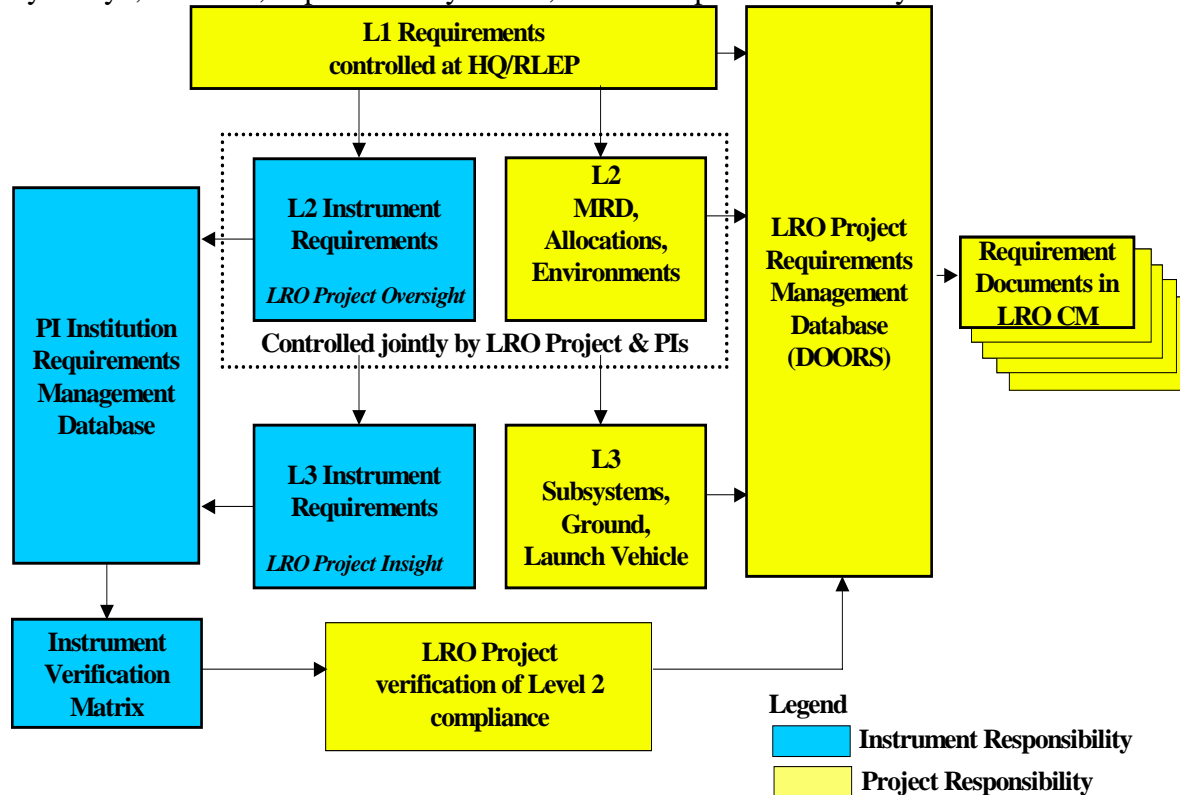 L1 Requirements
controlled at HQ/RLEP
L2 Instrument
Requirements
LRO Project Oversight
L2
MRD,
Allocations,
Environments
Controlled jointly by LRO Project & PIs
PI Institution
Requirements
Management
Database
LRO Project
Requirements
Management
Database
(DOORS)
Requirement
Documents in
LRO CM
L3 Instrument
Requirements
LRO Project Insight
L3
Subsystems,
Ground,
Launch Vehicle
Instrument
Verification
Matrix
LRO Project
verification of Level 2
compliance
Legend
Instrument Responsibility
Project Responsibility